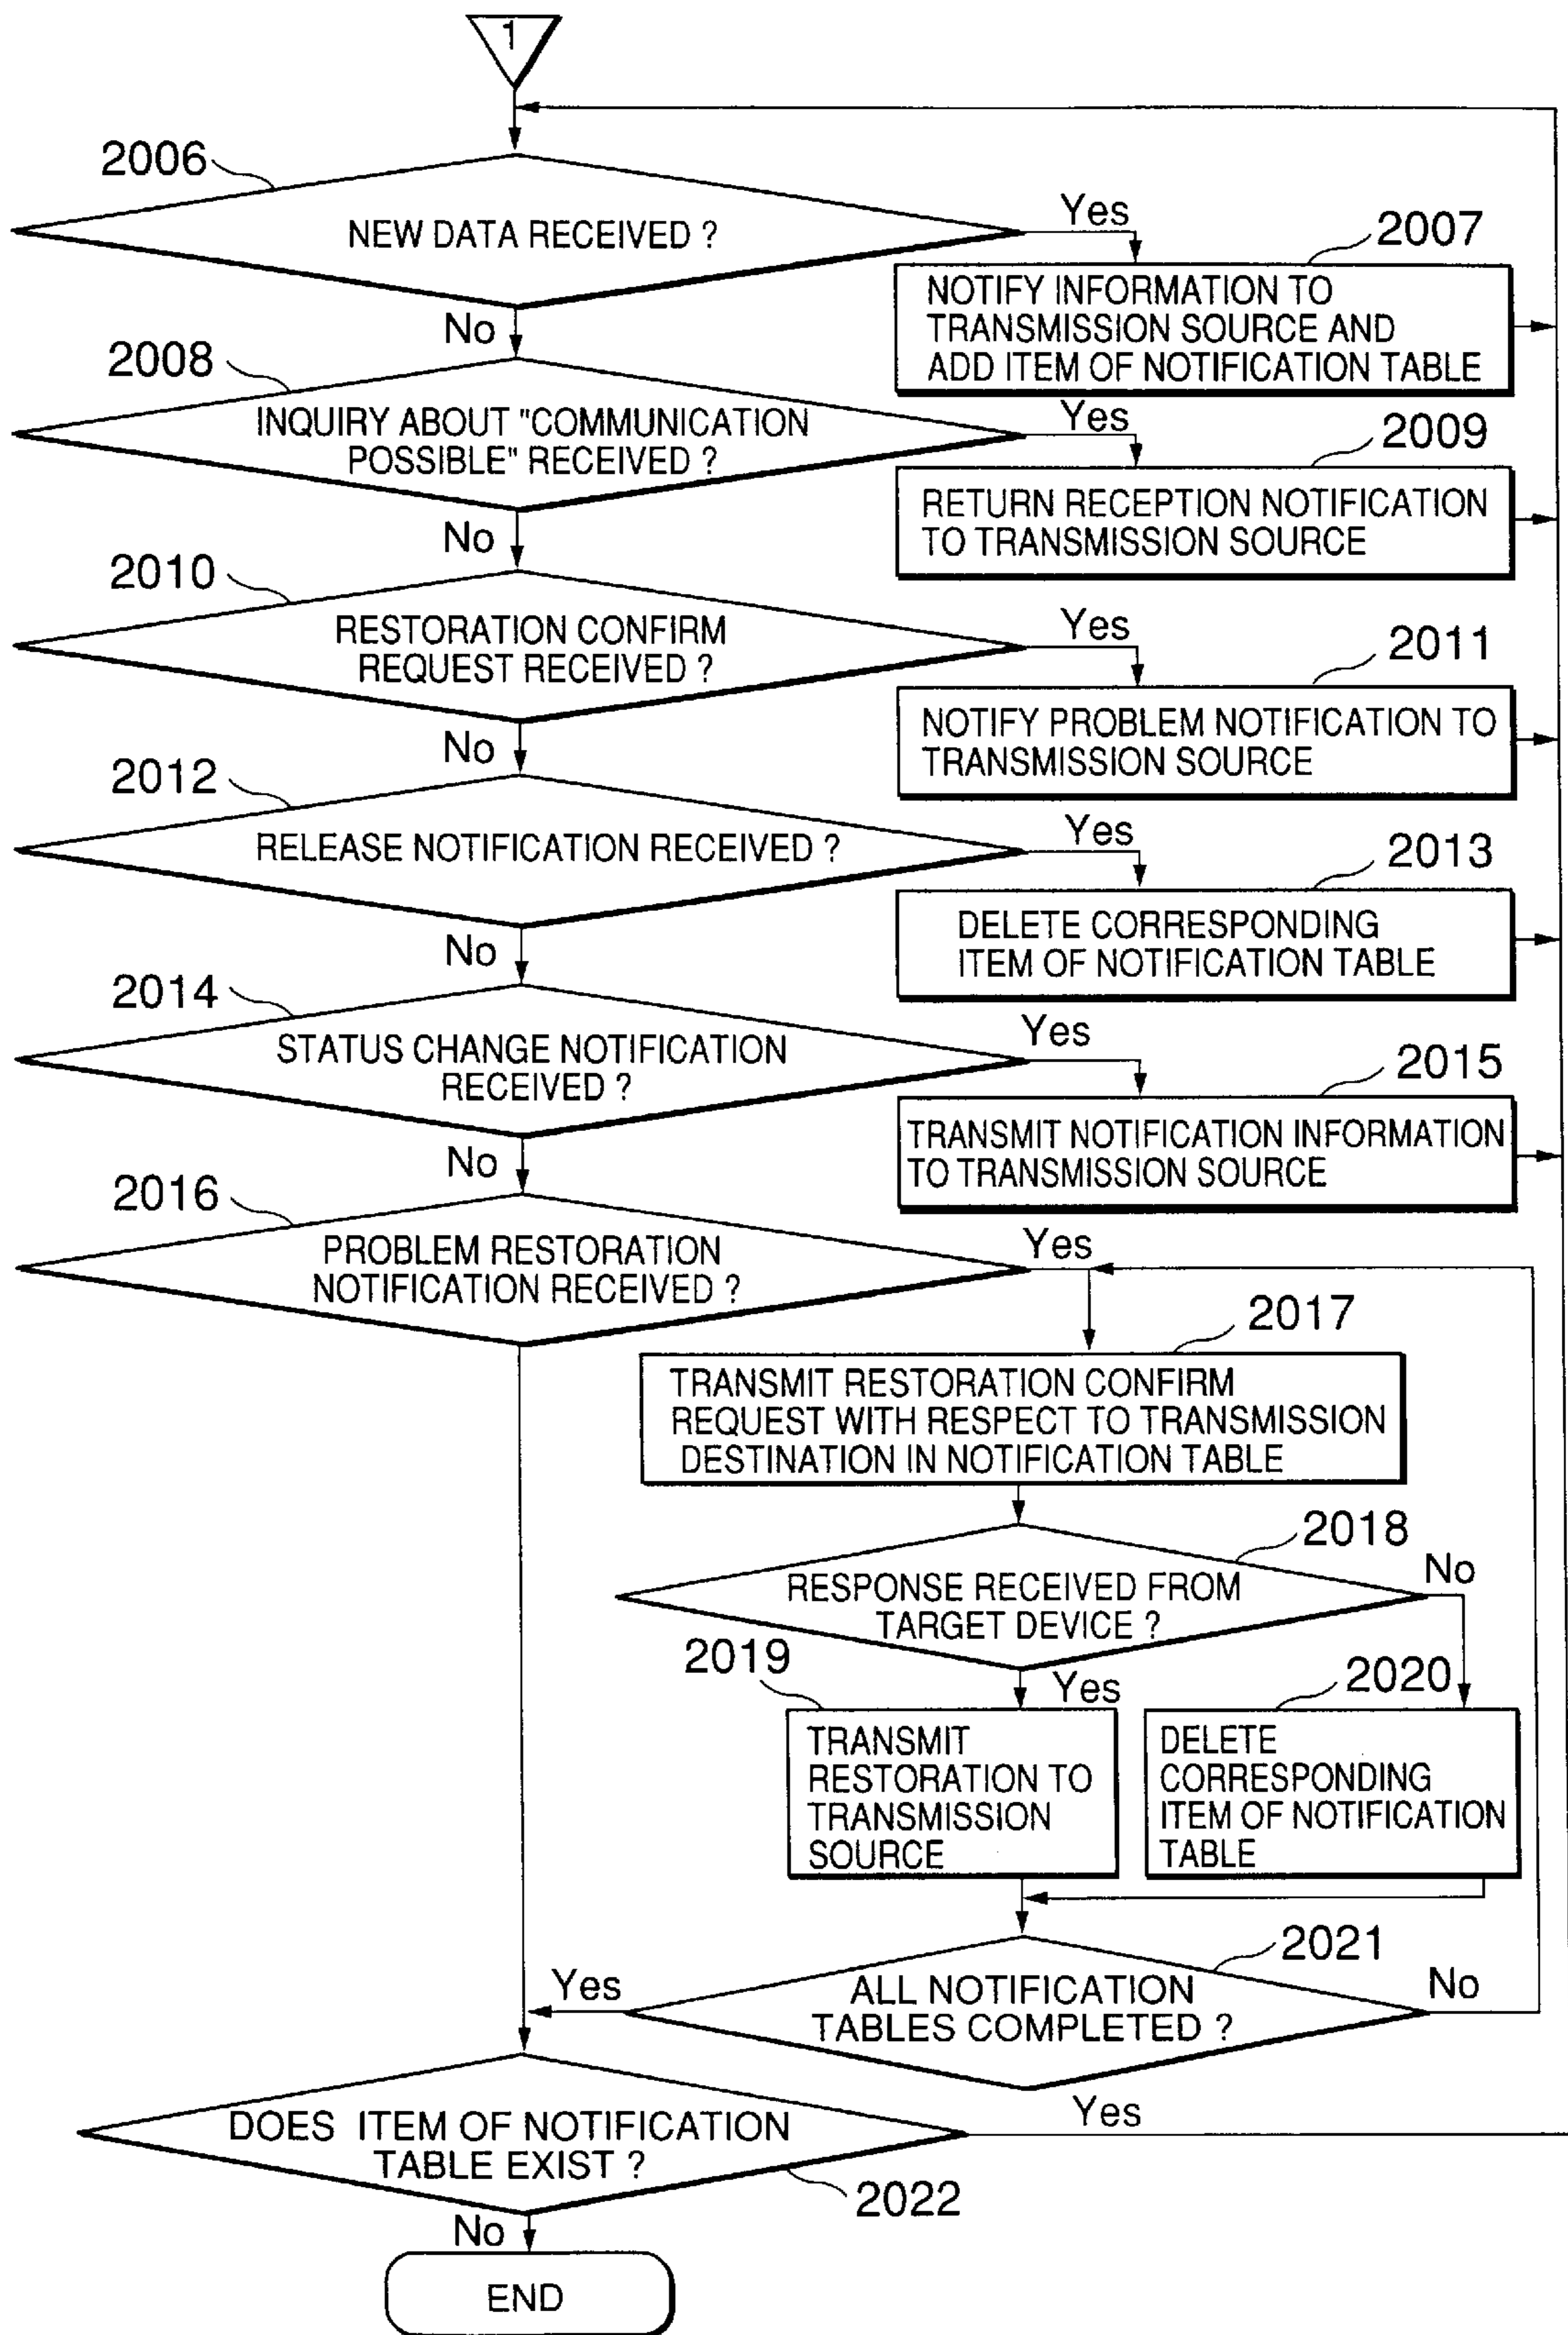 1
2006
NEW DATA RECEIVED ?
Yes
2007
NOTIFY INFORMATION TO
TRANSMISSION SOURCE AND
ADD ITEM OF NOTIFICATION TABLE
No
2008
INQUIRY ABOUT "COMMUNICATION
POSSIBLE" RECEIVED ?
Yes
2009
RETURN RECEPTION NOTIFICATION
TO TRANSMISSION SOURCE
No
2010
RESTORATION CONFIRM
REQUEST RECEIVED ?
Yes
2011
NOTIFY PROBLEM NOTIFICATION TO
TRANSMISSION SOURCE
No
2012
RELEASE NOTIFICATION RECEIVED ?
Yes
2013
DELETE CORRESPONDING
ITEM OF NOTIFICATION TABLE
No
2014
STATUS CHANGE NOTIFICATION
RECEIVED ?
Yes
2015
TRANSMIT NOTIFICATION INFORMATION
TO TRANSMISSION SOURCE
No
2016
PROBLEM RESTORATION
NOTIFICATION RECEIVED ?
Yes
2017
TRANSMIT RESTORATION CONFIRM
REQUEST WITH RESPECT TO TRANSMISSION
DESTINATION IN NOTIFICATION TABLE
2018
RESPONSE RECEIVED FROM
TARGET DEVICE ?
No
2019
Yes
TRANSMIT
RESTORATION TO
TRANSMISSION
SOURCE
2020
DELETE
CORRESPONDING
ITEM OF NOTIFICATION
TABLE
2021
ALL NOTIFICATION
TABLES COMPLETED ?
Yes
No
DOES ITEM OF NOTIFICATION
TABLE EXIST ?
Yes
2022
No
END